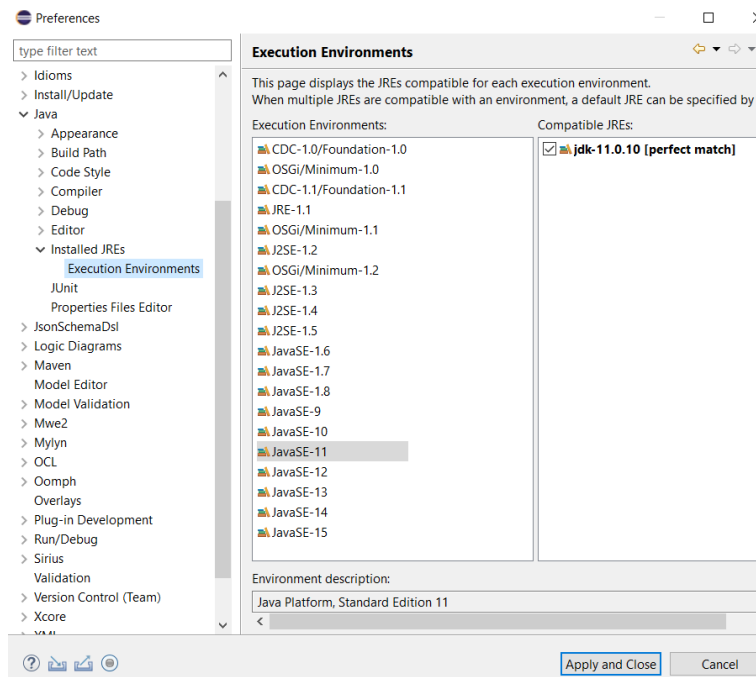 Preferences
type filter text
Idioms
Install/Update
Java
Appearance
Build Path
Code Style
Compiler
Debug
Editor
Installed JREs
Execution Environments
JUnit
Properties Files Editor
JsonSchemaDsl
Logic Diagrams
Maven
Model Editor
Model Validation
Mwe2
Mylyn
OCL
Oomph
Overlays
Plug-in Development
Run/Debug
Sirius
Validation
Version Control (Team)
Xcore
Execution Environments
This page displays the JREs compatible for each execution environment.
When multiple JREs are compatible with an environment, a default JRE can be specified by
Execution Environments:
CDC-1.0/Foundation-1.0
OSGi/Minimum-1.0
CDC-1.1/Foundation-1.1
JRE-1.1
OSGi/Minimum-1.1
J2SE-1.2
OSGi/Minimum-1.2
J2SE-1.3
J2SE-1.4
J2SE-1.5
JavaSE-1.6
JavaSE-1.7
JavaSE-1.8
JavaSE-9
JavaSE-10
JavaSE-11
JavaSE-12
JavaSE-13
JavaSE-14
JavaSE-15
Compatible JREs:
jdk-11.0.10 [perfect match]
Environment description:
Java Platform, Standard Edition 11
Apply and Close
Cancel